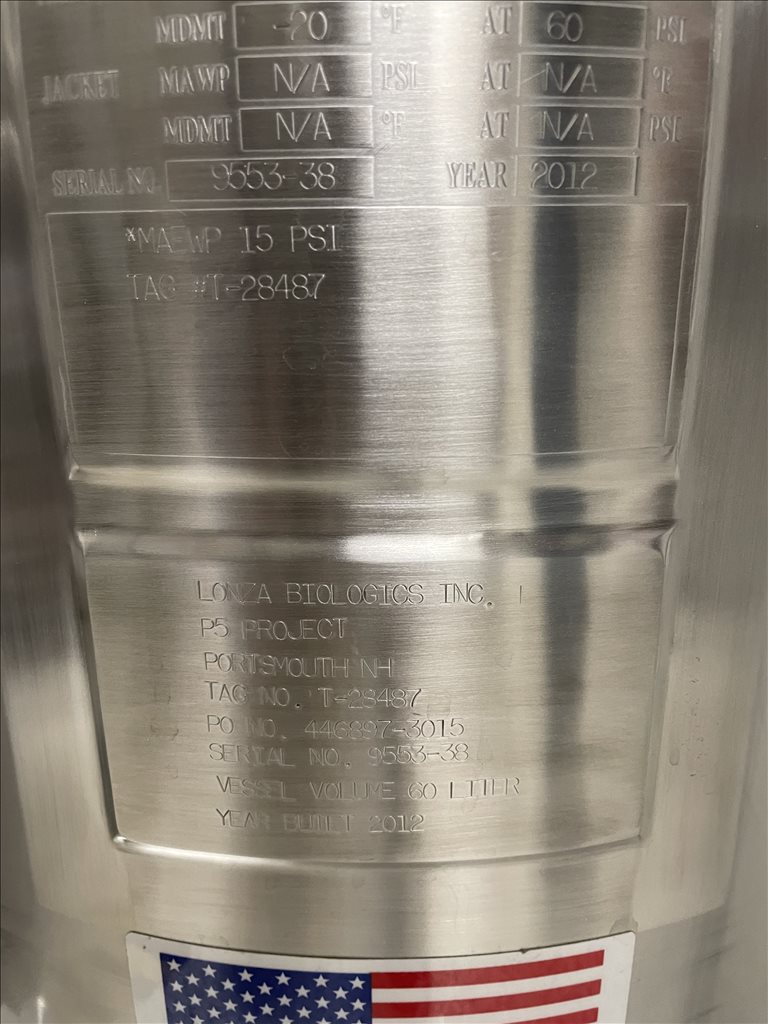 MDMT -20 °F AT 60 PSI
JACKET MAWP N/A PSI AT N/A °F
MDMT N/A °F AT N/A PSI
SERIAL NO. 9553-38 YEAR 2012
*MAEWP 15 PSI
TAG #T-28487
LONZA BIOLOGICS INC.
P5 PROJECT
PORTSMOUTH NH
TAG NO. T-28487
PO NO. 446897-3015
SERIAL NO. 9553-38
VESSEL VOLUME 60 LITER
YEAR BUILT 2012